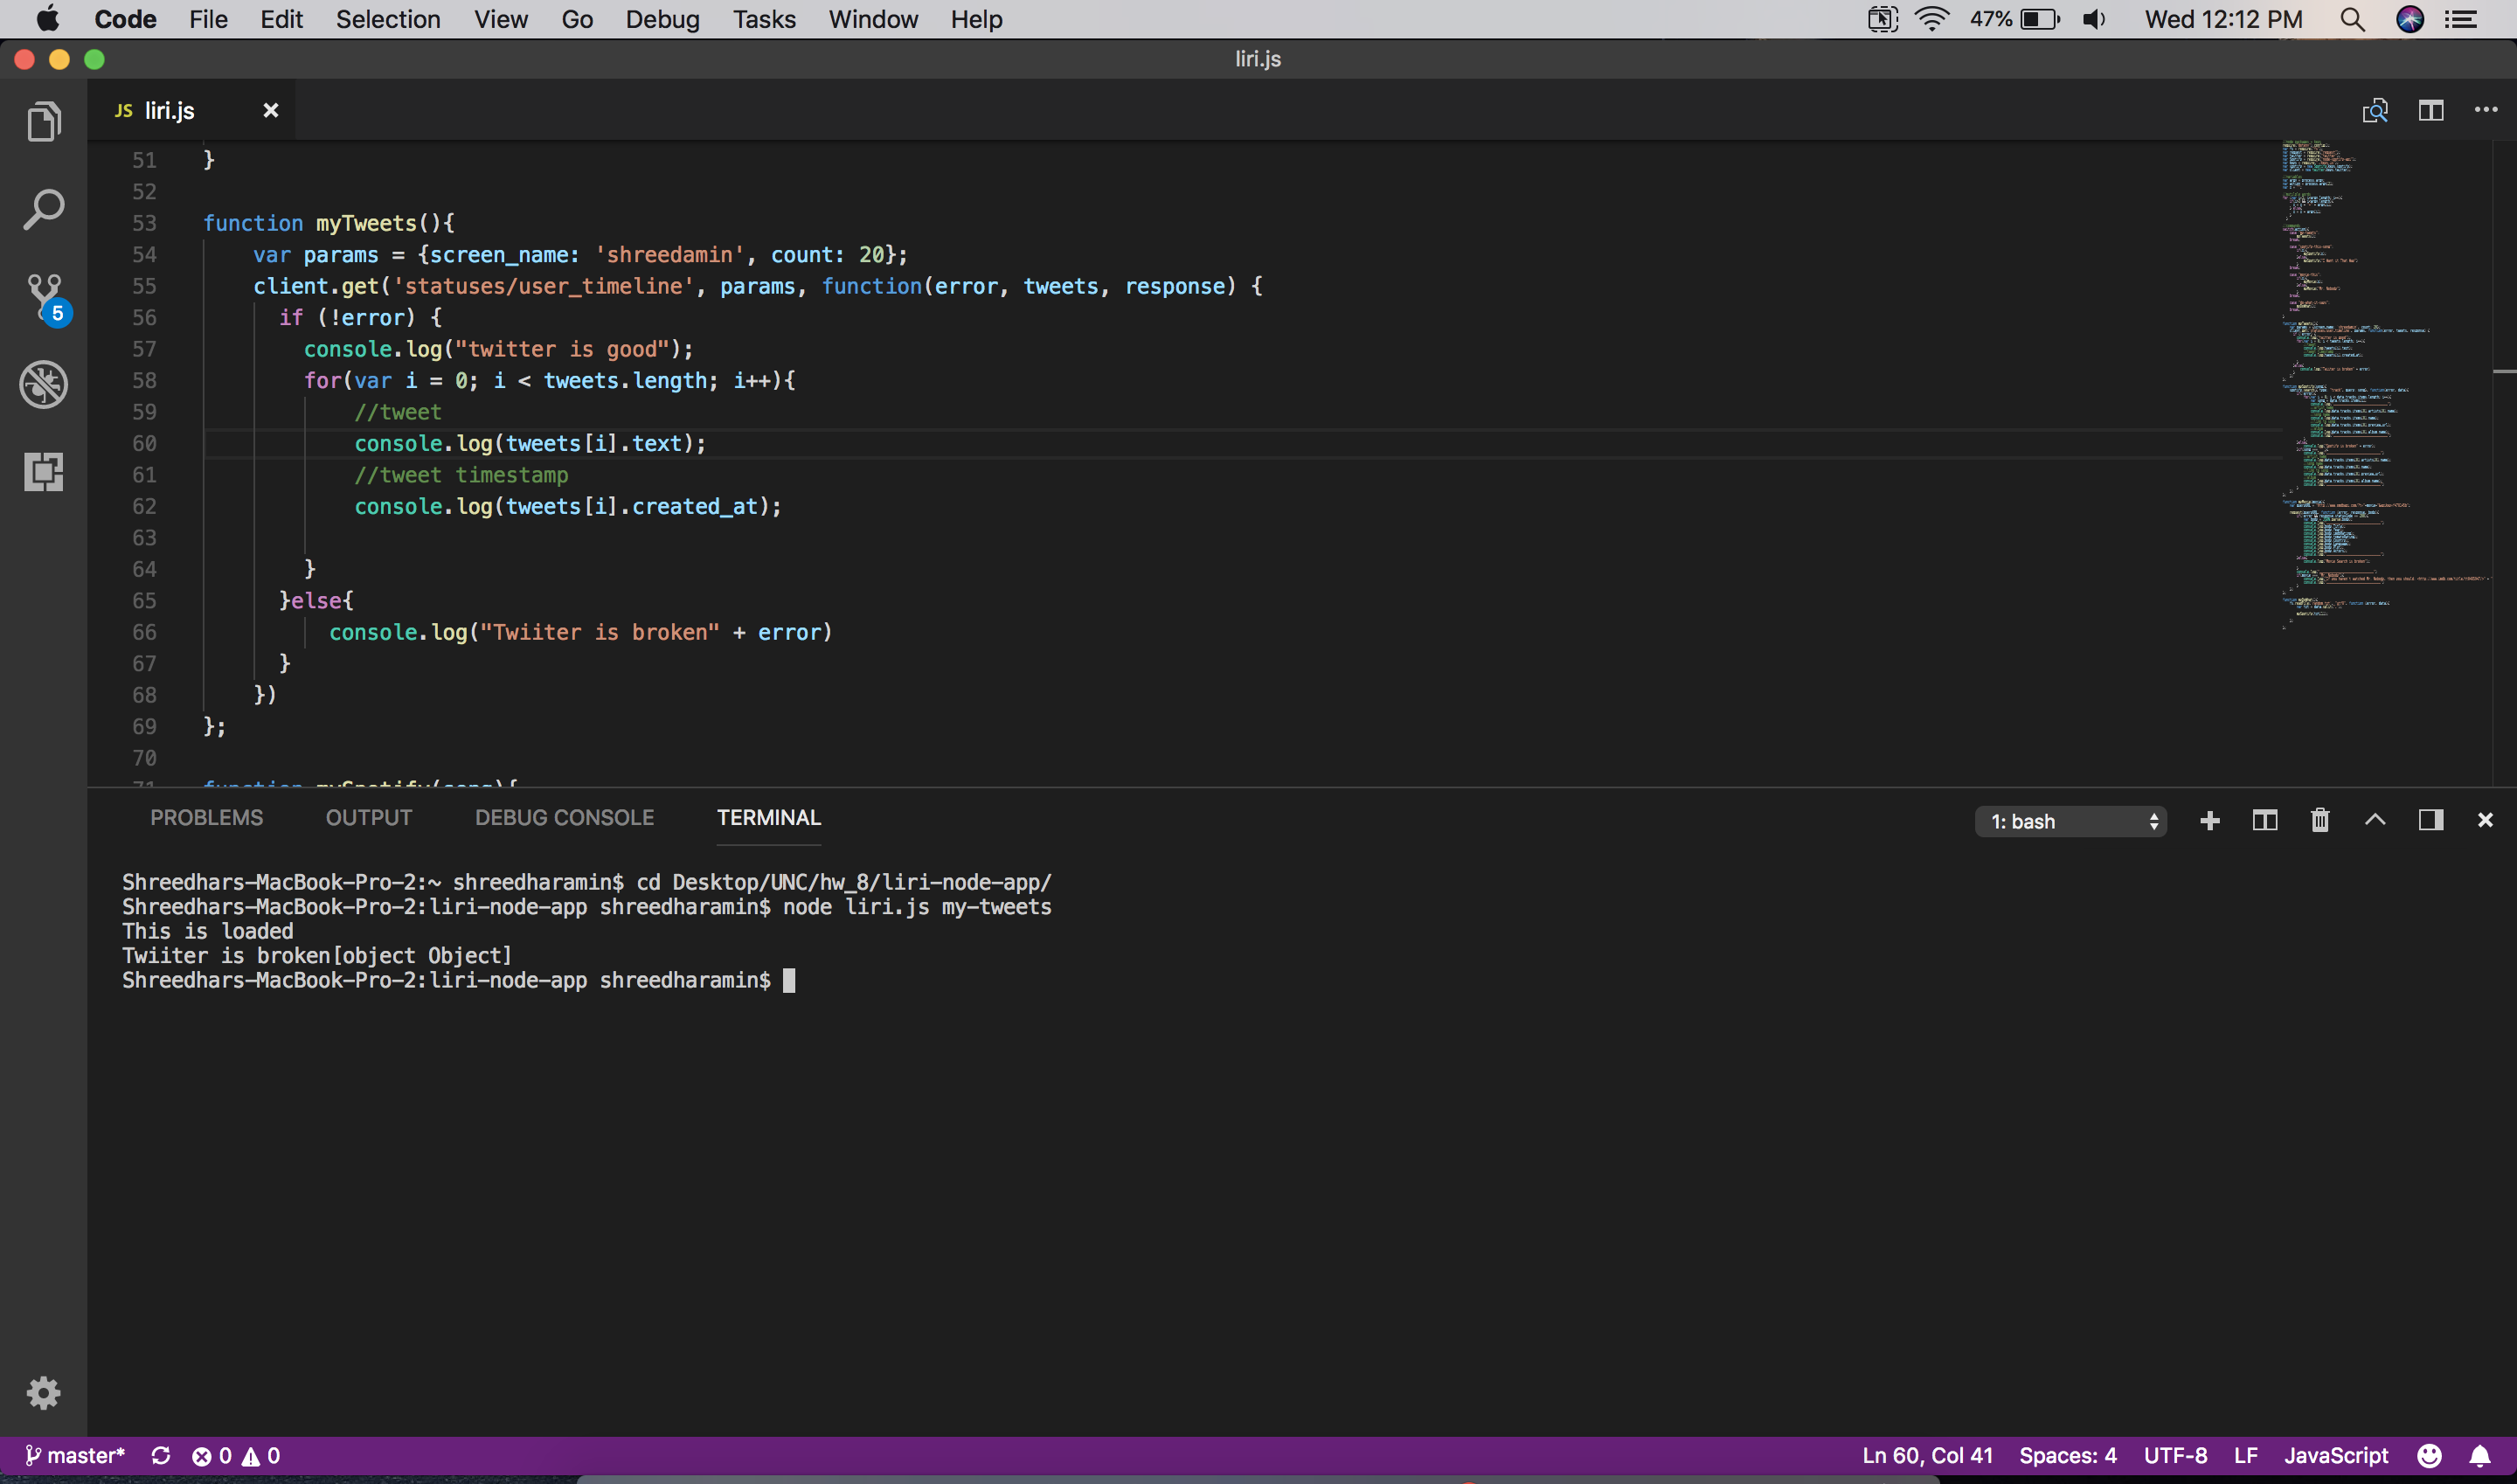 Code File Edit Selection View Go Debug Tasks Window Help 47% Wed 12:12 PM
liri.js
JS liri.js
51 }
52
53 function myTweets(){
54 var params = {screen_name: 'shreedamin', count: 20};
55 client.get('statuses/user_timeline', params, function(error, tweets, response) {
56 if (!error) {
57 console.log("twitter is good");
58 for(var i = 0; i < tweets.length; i++){
59 //tweet
60 console.log(tweets[i].text);
61 //tweet timestamp
62 console.log(tweets[i].created_at);
63
64 }
65 }else{
66 console.log("Twiiter is broken" + error)
67 }
68 })
69 };
70
71 function mySpotify(song){
5
PROBLEMS OUTPUT DEBUG CONSOLE TERMINAL 1: bash
Shreedhars-MacBook-Pro-2:~ shreedharamin$ cd Desktop/UNC/hw_8/liri-node-app/
Shreedhars-MacBook-Pro-2:liri-node-app shreedharamin$ node liri.js my-tweets
This is loaded
Twiiter is broken[object Object]
Shreedhars-MacBook-Pro-2:liri-node-app shreedharamin$
master* 0 0 Ln 60, Col 41 Spaces: 4 UTF-8 LF JavaScript